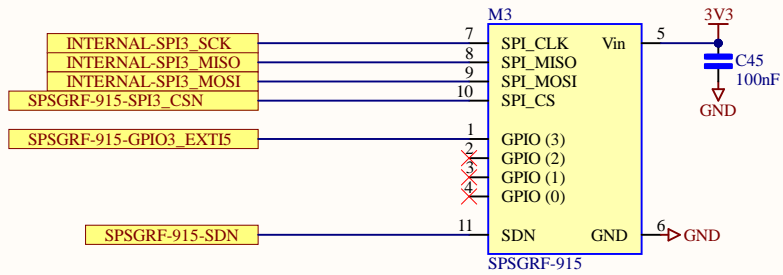 M3
3V3
INTERNAL-SPI3_SCK 7 SPI_CLK Vin 5
INTERNAL-SPI3_MISO 8 SPI_MISO C45
INTERNAL-SPI3_MOSI 9 SPI_MOSI 100nF
SPSGRF-915-SPI3_CSN 10 SPI_CS GND
SPSGRF-915-GPIO3_EXTI5 1 GPIO (3)
2 GPIO (2)
3 GPIO (1)
4 GPIO (0)
SPSGRF-915-SDN 11 SDN GND 6 GND
SPSGRF-915